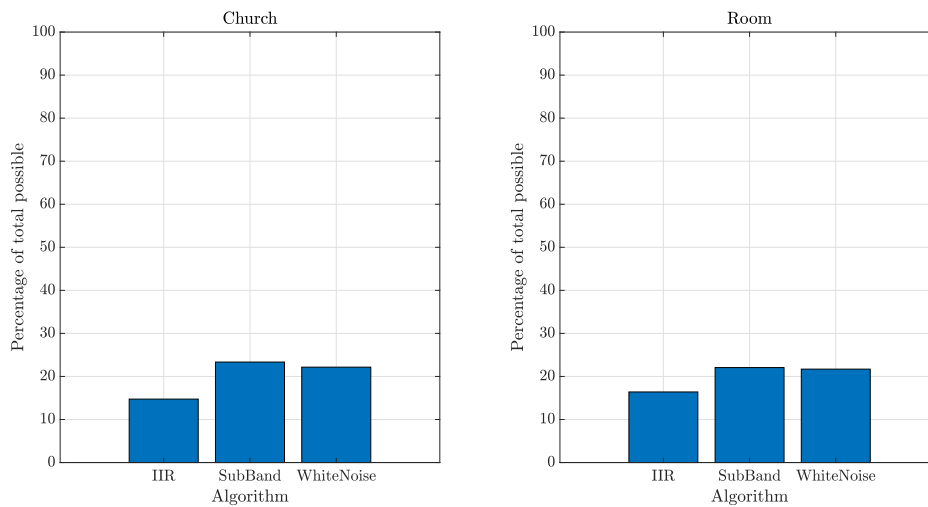 Church
100
90
80
70
60
50
40
30
20
10
0
Percentage of total possible
IIR SubBand WhiteNoise
Algorithm
Room
100
90
80
70
60
50
40
30
20
10
0
Percentage of total possible
IIR SubBand WhiteNoise
Algorithm